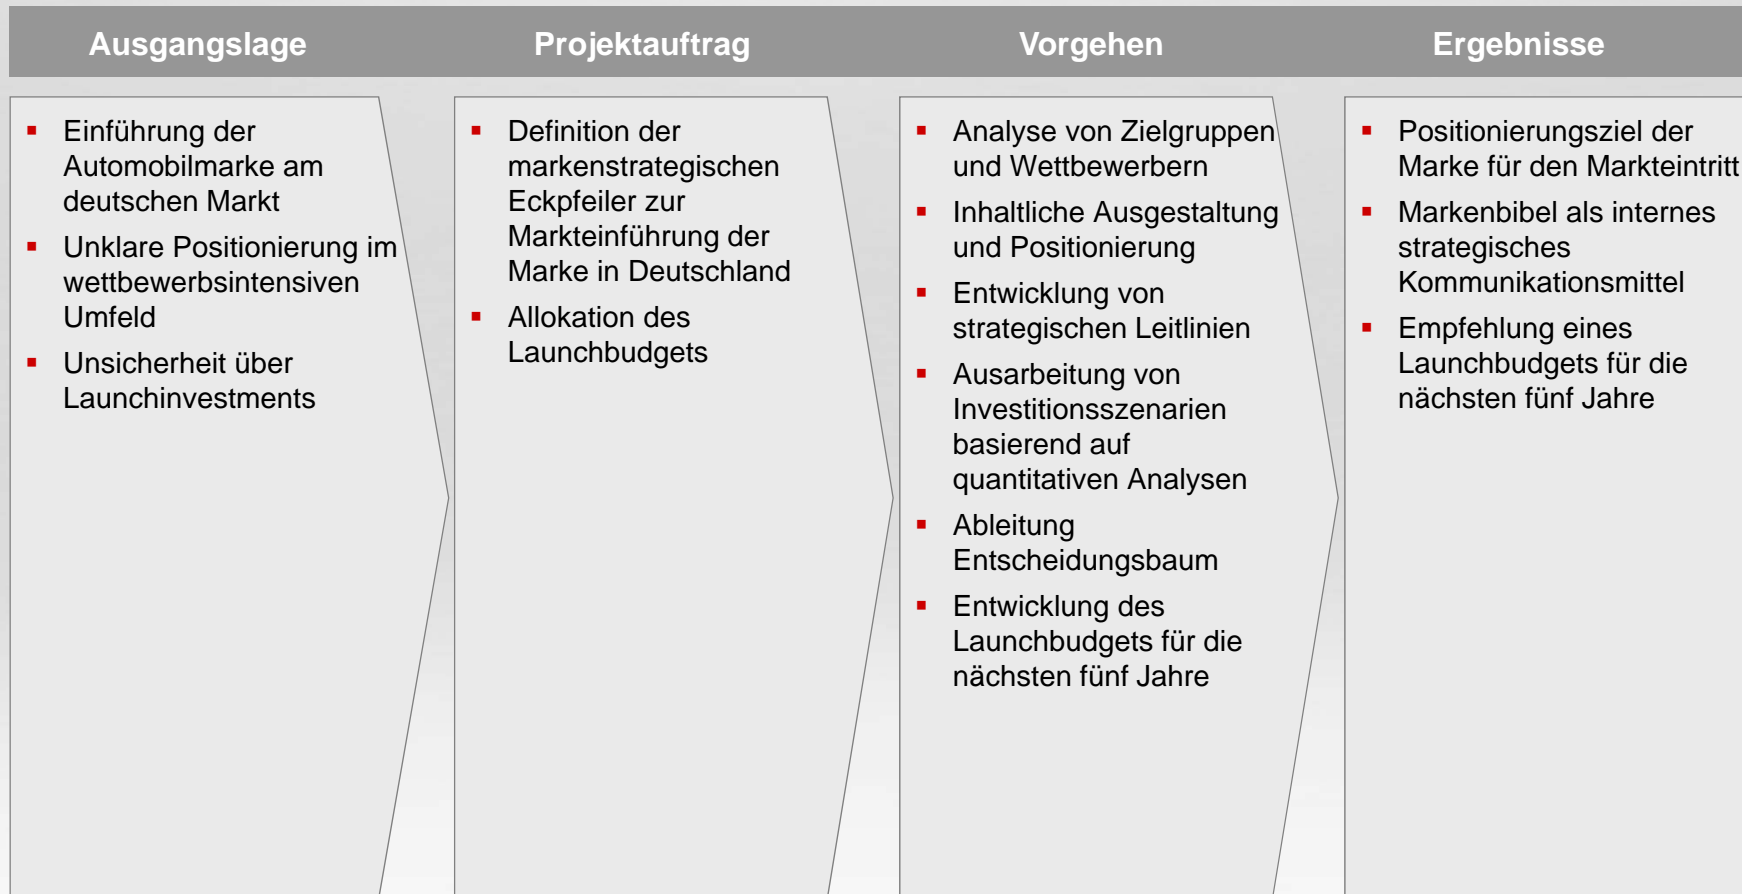 Ausgangslage
Projektauftrag
Vorgehen
Ergebnisse
Einführung der
Automobilmarke am
deutschen Markt
Unklare Positionierung im
wettbewerbsintensiven
Umfeld
Unsicherheit über
Launchinvestments
Definition der
markenstrategischen
Eckpfeiler zur
Markteinführung der
Marke in Deutschland
Allokation des
Launchbudgets
Analyse von Zielgruppen
und Wettbewerbern
Inhaltliche Ausgestaltung
und Positionierung
Entwicklung von
strategischen Leitlinien
Ausarbeitung von
Investitionsszenarien
basierend auf
quantitativen Analysen
Ableitung
Entscheidungsbaum
Entwicklung des
Launchbudgets für die
nächsten fünf Jahre
Positionierungsziel der
Marke für den Markteintritt
Markenbibel als internes
strategisches
Kommunikationsmittel
Empfehlung eines
Launchbudgets für die
nächsten fünf Jahre